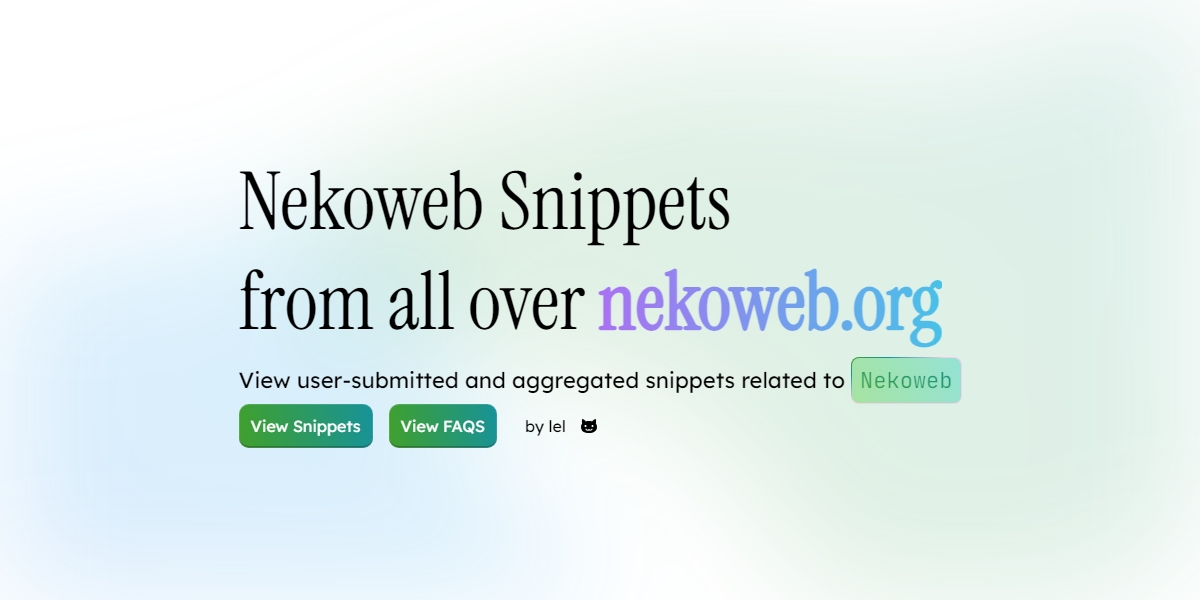 Nekoweb Snippets
from all over nekoweb.org
View user-submitted and aggregated snippets related to Nekoweb
View Snippets View FAQS by lel